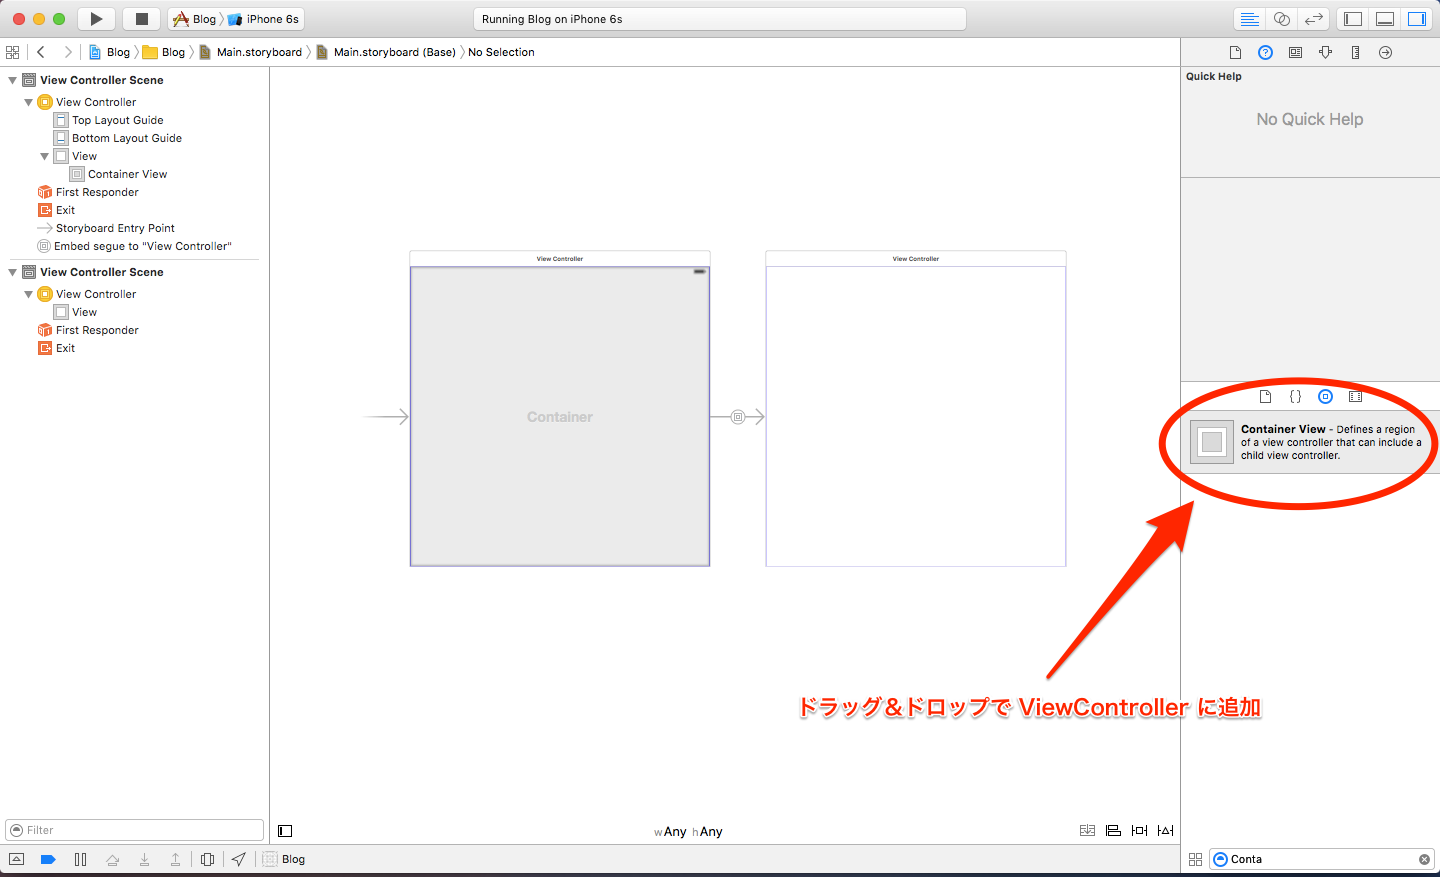 Blog
iPhone 6s
Running Blog on iPhone 6s
Blog
Blog
Main.storyboard
Main.storyboard (Base)
No Selection
View Controller Scene
View Controller
Top Layout Guide
Bottom Layout Guide
View
Container View
First Responder
Exit
Storyboard Entry Point
Embed segue to "View Controller"
View Controller Scene
View Controller
View
First Responder
Exit
Filter
View Controller
Container
View Controller
wAny hAny
Quick Help
No Quick Help
{}
Container View - Defines a region
of a view controller that can include a
child view controller.
ドラッグ&ドロップで ViewController に追加
Blog
Conta